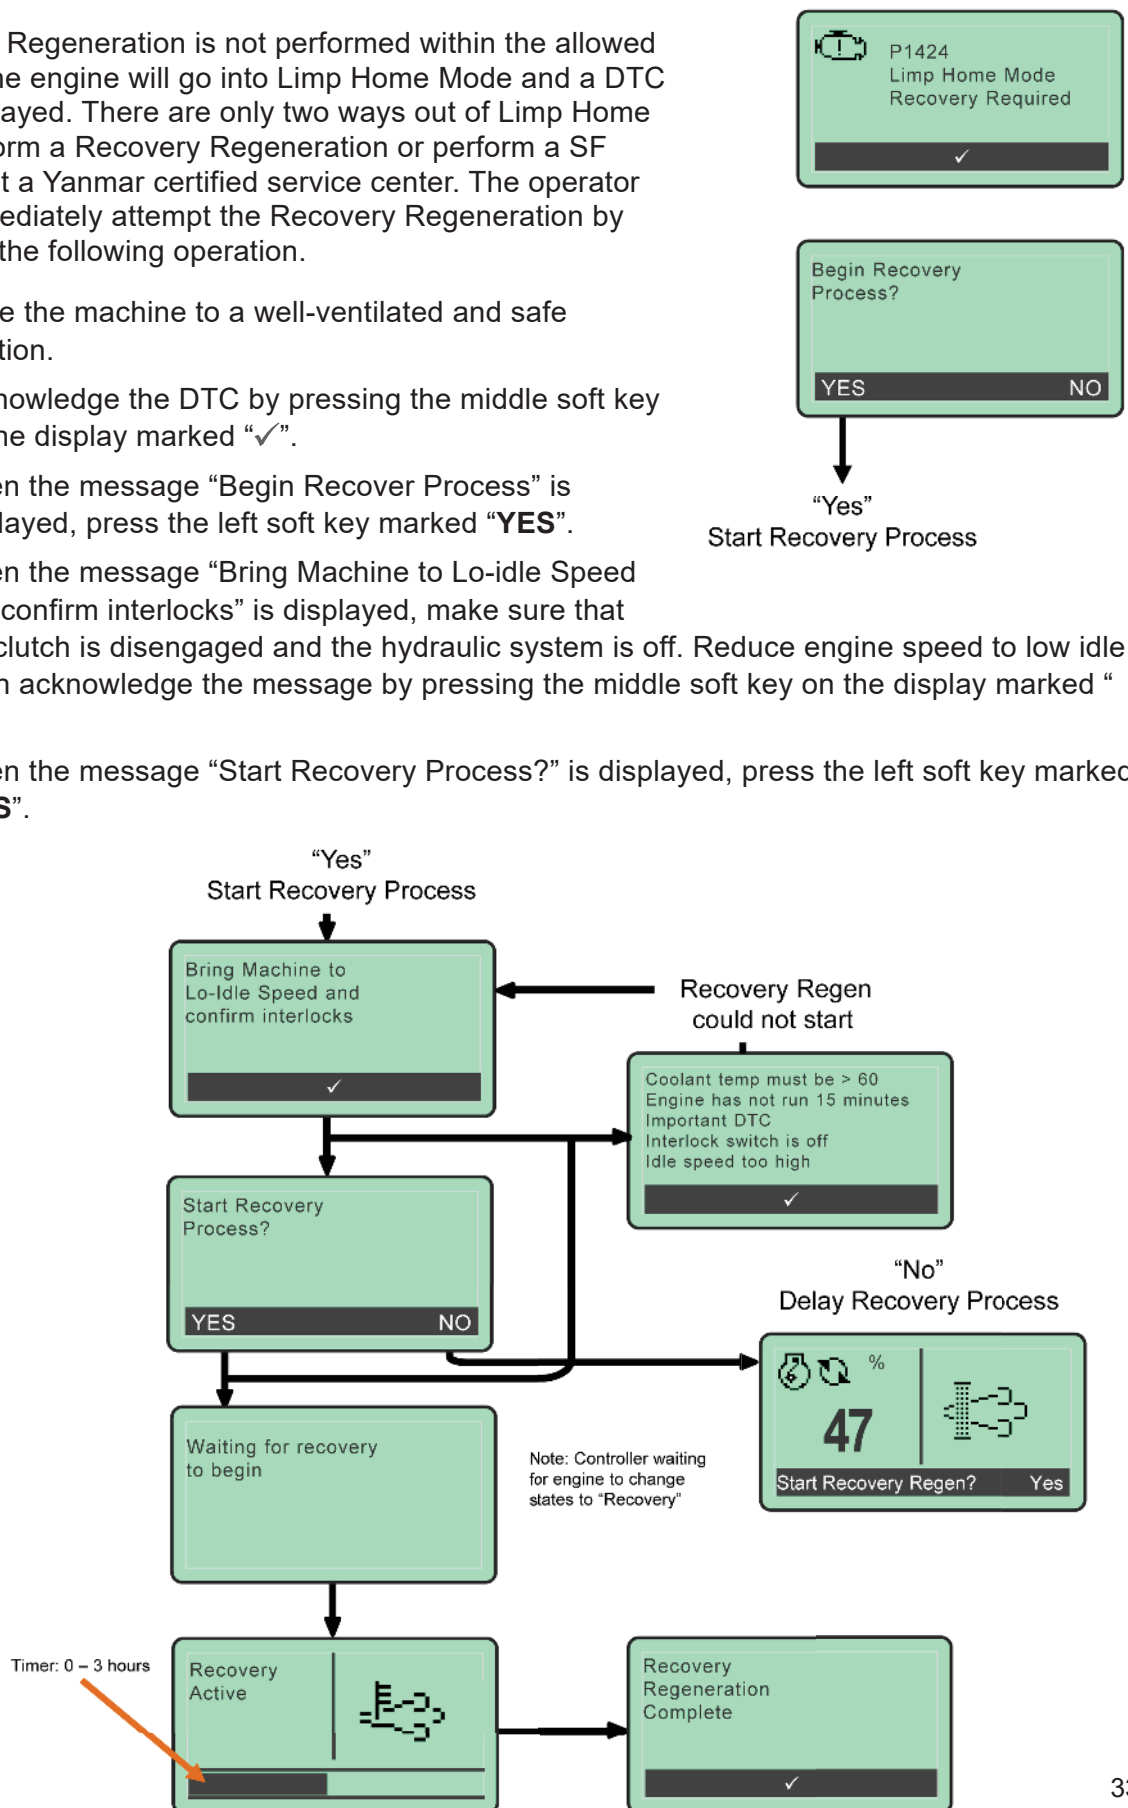 Regeneration is not performed within the allowed
ne engine will go into Limp Home Mode and a DTC
ayed. There are only two ways out of Limp Home
orm a Recovery Regeneration or perform a SF
t a Yanmar certified service center. The operator
nediately attempt the Recovery Regeneration by
the following operation.
e the machine to a well-ventilated and safe
tion.
nowledge the DTC by pressing the middle soft key
ne display marked “✓”.
en the message “Begin Recover Process” is
played, press the left soft key marked “YES”.
en the message “Bring Machine to Lo-idle Speed
confirm interlocks” is displayed, make sure that
clutch is disengaged and the hydraulic system is off. Reduce engine speed to low idle
n acknowledge the message by pressing the middle soft key on the display marked “
en the message “Start Recovery Process?” is displayed, press the left soft key marked
S”.
P1424
Limp Home Mode
Recovery Required
✓
Begin Recovery
Process?
YES NO
“Yes”
Start Recovery Process
“Yes”
Start Recovery Process
Bring Machine to
Lo-Idle Speed and
confirm interlocks
✓
Recovery Regen
could not start
Coolant temp must be > 60
Engine has not run 15 minutes
Important DTC
Interlock switch is off
Idle speed too high
✓
Start Recovery
Process?
YES NO
“No”
Delay Recovery Process
%
47
Start Recovery Regen? Yes
Waiting for recovery
to begin
Note: Controller waiting
for engine to change
states to “Recovery”
Timer: 0 – 3 hours
Recovery
Active
Recovery
Regeneration
Complete
✓
33